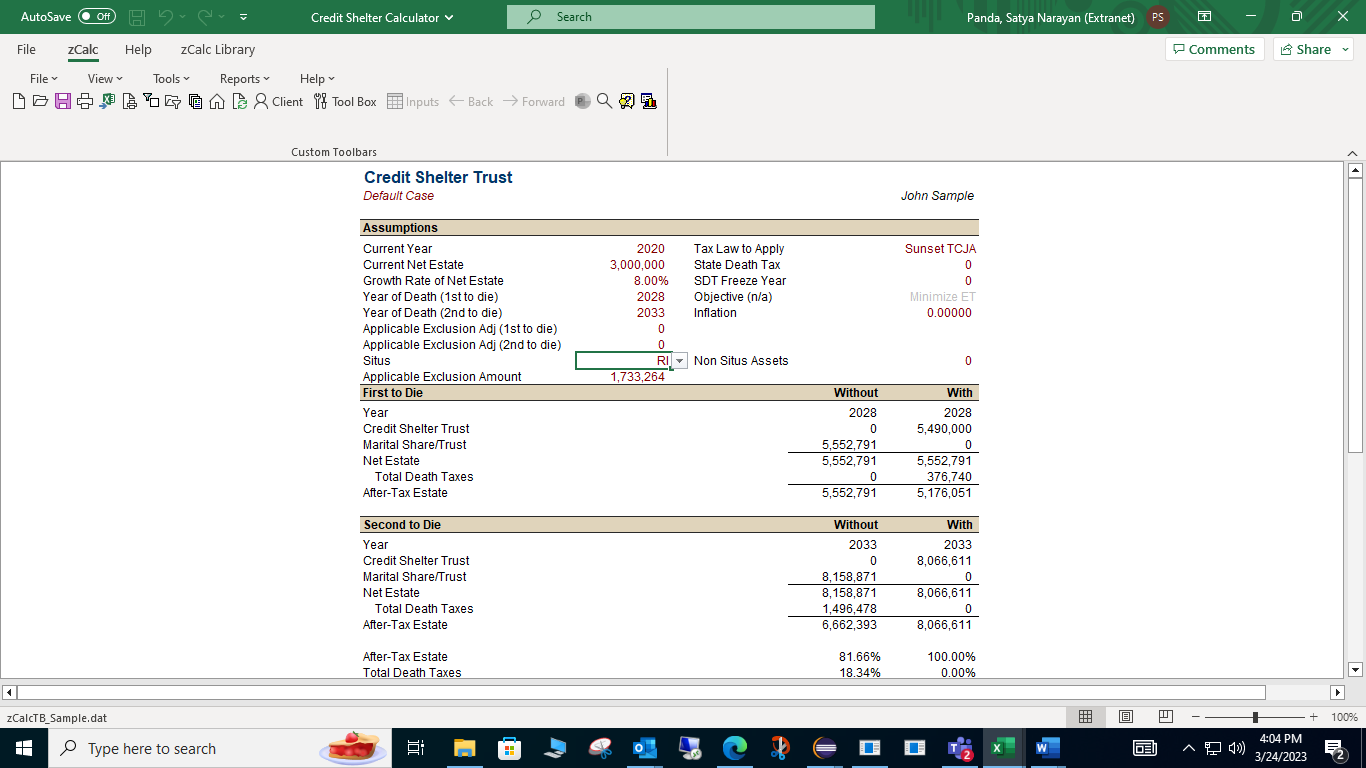 AutoSave Off Credit Shelter Calculator Search Panda, Satya Narayan (Extranet) PS
File zCalc Help zCalc Library Comments Share
File View Tools Reports Help
Client Tool Box Inputs Back Forward
Custom Toolbars
Credit Shelter Trust
Default Case John Sample
Assumptions
Current Year 2020 Tax Law to Apply Sunset TCJA
Current Net Estate 3,000,000 State Death Tax 0
Growth Rate of Net Estate 8.00% SDT Freeze Year 0
Year of Death (1st to die) 2028 Objective (n/a) Minimize ET
Year of Death (2nd to die) 2033 Inflation 0.00000
Applicable Exclusion Adj (1st to die) 0
Applicable Exclusion Adj (2nd to die) 0
Situs RI Non Situs Assets 0
Applicable Exclusion Amount 1,733,264
First to Die Without With
Year 2028 2028
Credit Shelter Trust 0 5,490,000
Marital Share/Trust 5,552,791 0
Net Estate 5,552,791 5,552,791
Total Death Taxes 0 376,740
After-Tax Estate 5,552,791 5,176,051
Second to Die Without With
Year 2033 2033
Credit Shelter Trust 0 8,066,611
Marital Share/Trust 8,158,871 0
Net Estate 8,158,871 8,066,611
Total Death Taxes 1,496,478 0
After-Tax Estate 6,662,393 8,066,611
After-Tax Estate 81.66% 100.00%
Total Death Taxes 18.34% 0.00%
zCalcTB_Sample.dat 100%
Type here to search 2 4:04 PM
3/24/2023 2